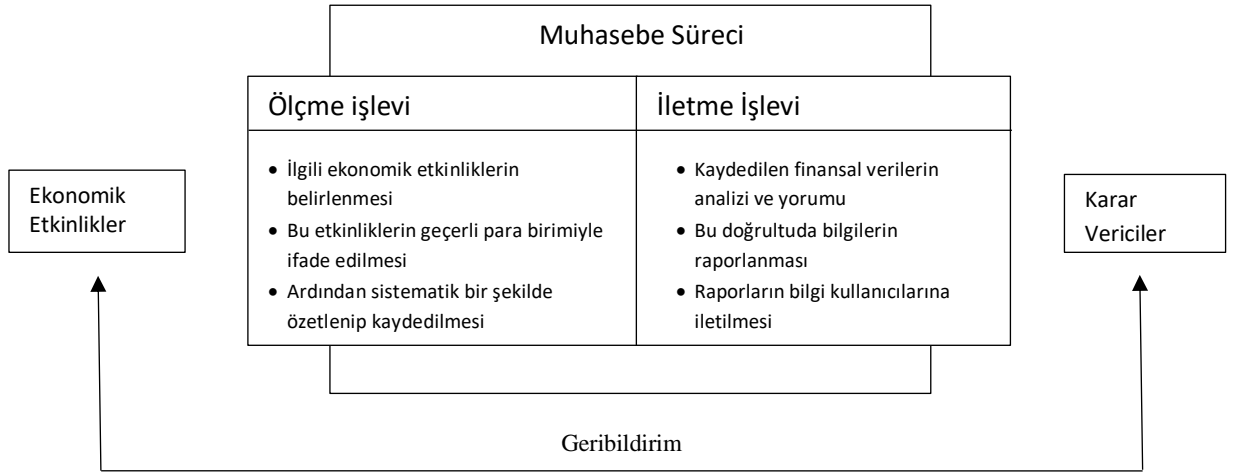 Muhasebe Süreci
Ölçme işlevi
• İlgili ekonomik etkinliklerin
belirlenmesi
• Bu etkinliklerin geçerli para birimiyle
ifade edilmesi
• Ardından sistematik bir şekilde
özetlenip kaydedilmesi
İletme İşlevi
• Kaydedilen finansal verilerin
analizi ve yorumu
• Bu doğrultuda bilgilerin
raporlanması
• Raporların bilgi kullanıcılarına
iletilmesi
Ekonomik
Etkinlikler
Karar
Vericiler
Geribildirim